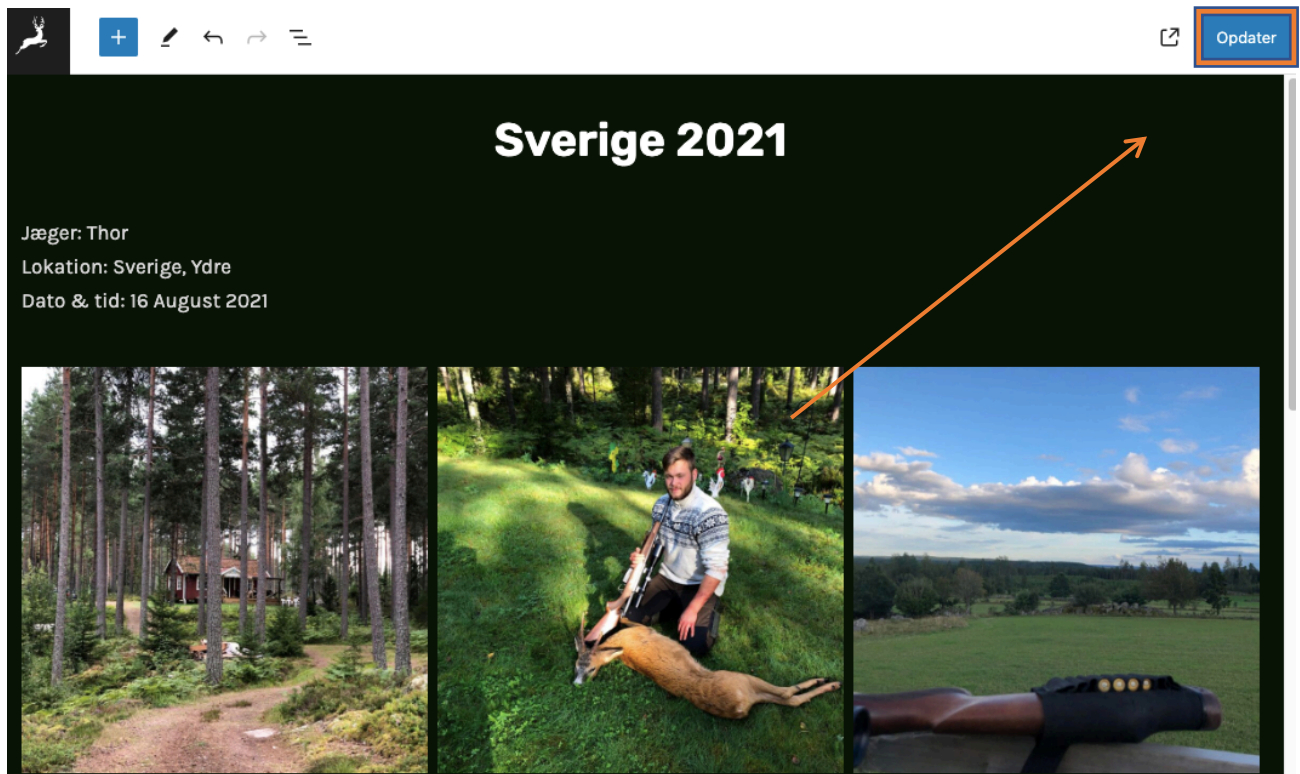 Opdater
Sverige 2021
Jæger: Thor
Lokation: Sverige, Ydre
Dato & tid: 16 August 2021